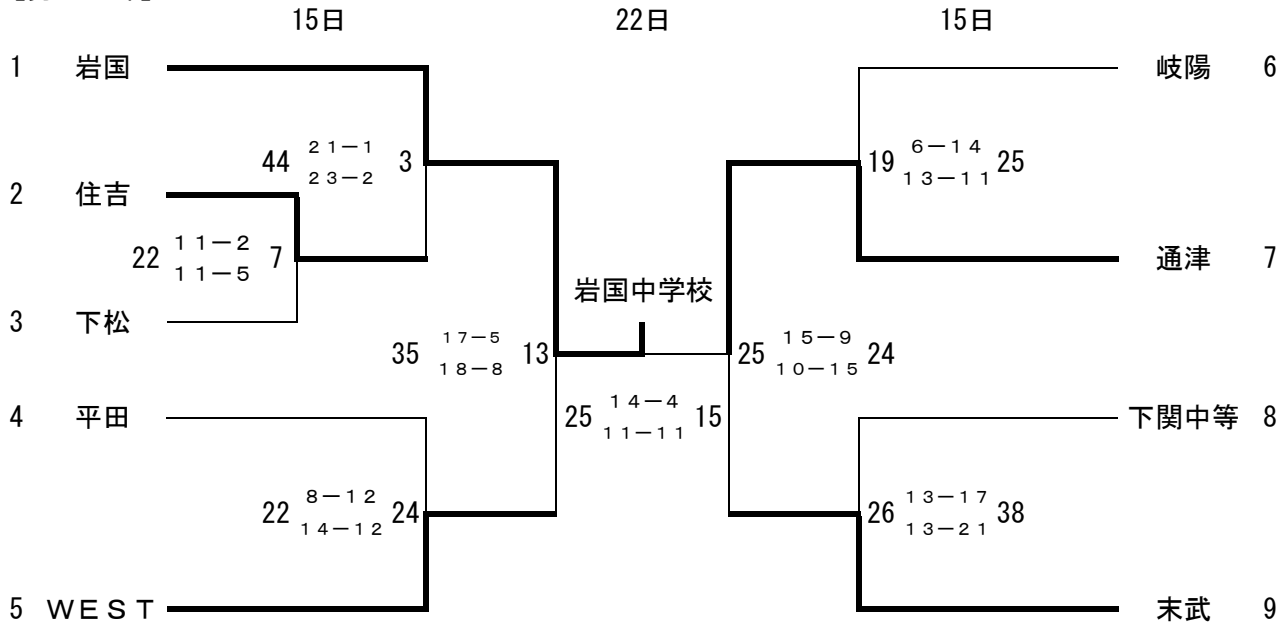 15日 22日 15日
1 岩国 岐陽 6
44 21－1 3 19 6－14 25
23－2 13－11
2 住吉
22 11－2 7
11－5
通津 7
岩国中学校
3 下松
35 17－5 13 25 15－9 24
18－8 10－15
4 平田 25 14－4 15 下関中等 8
11－11
22 8－12 24 26 13－17 38
14－12 13－21
5 ＷＥＳＴ 末武 9